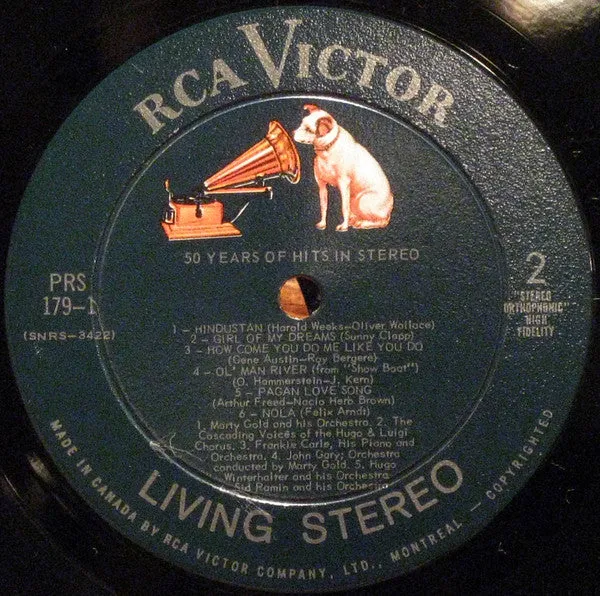 RCA VICTOR
50 YEARS OF HITS IN STEREO
PRS
179-1
(SNRS-3422)
2
"STEREO
ORTHOPHONIC"
HIGH
FIDELITY
1 - HINDUSTAN (Harold Weeks-Oliver Wallace)
2 - GIRL OF MY DREAMS (Sunny Clapp)
3 - HOW COME YOU DO ME LIKE YOU DO
(Gene Austin-Roy Bergere)
4 - OL' MAN RIVER (from "Show Boat")
(O. Hammerstein-J. Kern)
5 - PAGAN LOVE SONG
(Arthur Freed-Nacio Herb Brown)
6 - NOLA (Felix Arndt)
1. Marty Gold and his Orchestra. 2. The
Cascading Voices of the Hugo & Luigi
Chorus. 3. Frankie Carle, His Piano and
Orchestra. 4. John Gary; Orchestra
conducted by Marty Gold. 5. Hugo
Winterhalter and his Orchestra
Sid Ramin and his Orchestra
LIVING STEREO
MADE IN CANADA BY RCA VICTOR COMPANY, LTD., MONTREAL - COPYRIGHTED